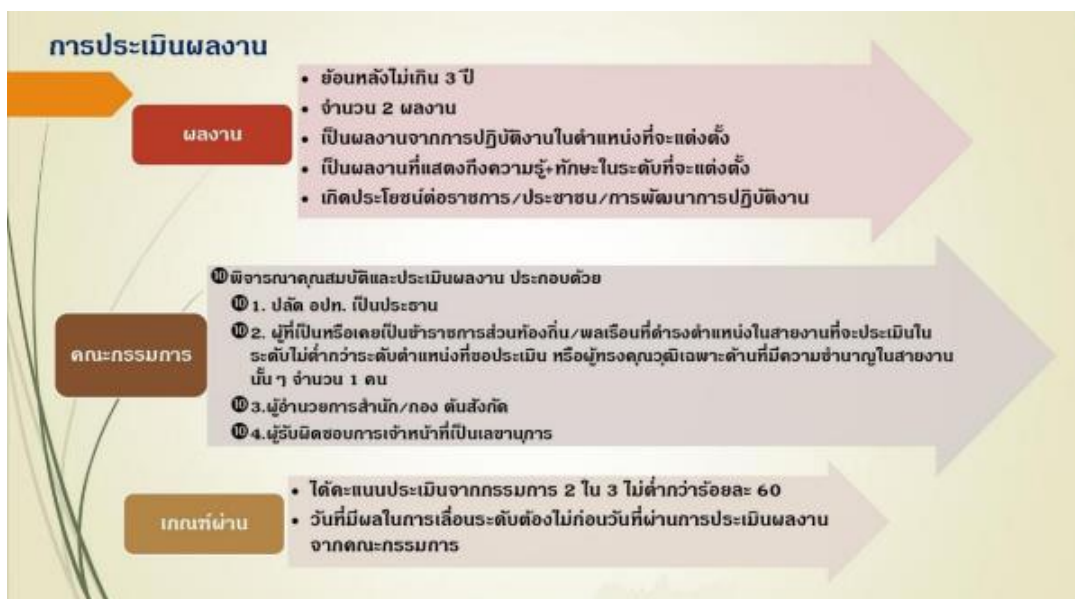 การประเมินผลงาน
ผลงาน
• ย้อนหลังไม่เกิน 3 ปี
• จำนวน 2 ผลงาน
• เป็นผลงานจากการปฏิบัติงานในตำแหน่งที่จะแต่งตั้ง
• เป็นผลงานที่แสดงถึงความรู้+ทักษะในระดับที่จะแต่งตั้ง
• เกิดประโยชน์ต่อราชการ/ประชาชน/การพัฒนาการปฏิบัติงาน
คณะกรรมการ
❿พิจารณาคุณสมบัติและประเมินผลงาน ประกอบด้วย
❿1. ปลัด อปท. เป็นประธาน
❿2. ผู้ที่เป็นหรือเคยเป็นข้าราชการส่วนท้องถิ่น/พลเรือนที่ดำรงตำแหน่งในสายงานที่จะประเมินใน
ระดับไม่ต่ำกว่าระดับตำแหน่งที่ขอประเมิน หรือผู้ทรงคุณวุฒิเฉพาะด้านที่มีความชำนาญในสายงาน
นั้น ๆ จำนวน 1 คน
❿3.ผู้อำนวยการสำนัก/กอง ต้นสังกัด
❿4.ผู้รับผิดชอบการเจ้าหน้าที่เป็นเลขานุการ
เกณฑ์ผ่าน
• ได้คะแนนประเมินจากกรรมการ 2 ใน 3 ไม่ต่ำกว่าร้อยละ 60
• วันที่มีผลในการเลื่อนระดับต้องไม่ก่อนวันที่ผ่านการประเมินผลงาน
จากคณะกรรมการ